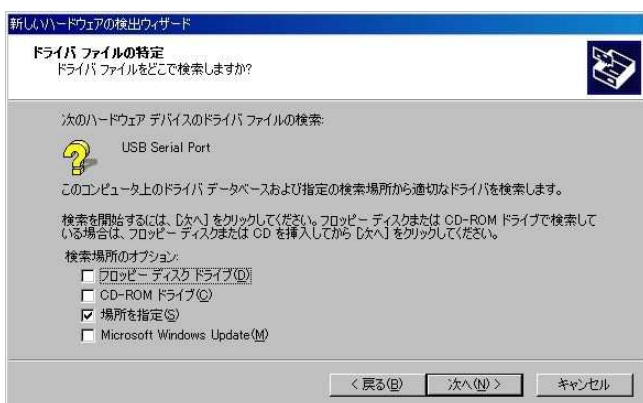 新しいハードウェアの検出ウィザード
ドライバ ファイルの特定
ドライバ ファイルをどこで検索しますか?
次のハードウェア デバイスのドライバ ファイルの検索:
USB Serial Port
このコンピュータ上のドライバ データベースおよび指定の検索場所から適切なドライバを検索します。
検索を開始するには、[次へ] をクリックしてください。フロッピー ディスクまたは CD-ROM ドライブで検索して
いる場合は、フロッピー ディスクまたは CD を挿入してから [次へ] をクリックしてください。
検索場所のオプション:
フロッピー ディスク ドライブ(D)
CD-ROM ドライブ(C)
場所を指定(S)
Microsoft Windows Update(M)
< 戻る(B) 次へ(N) > キャンセル